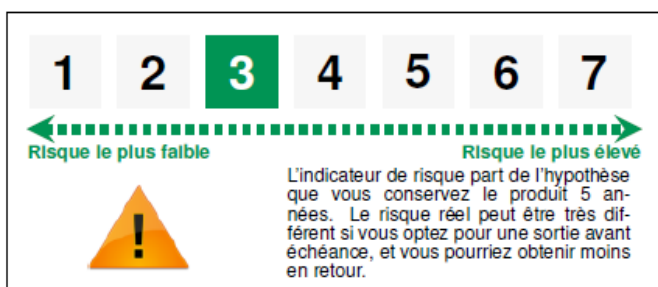 1 2 3 4 5 6 7
Risque le plus faible Risque le plus élevé
L'indicateur de risque part de l'hypothèse
que vous conservez le produit 5 an-
nées. Le risque réel peut être très dif-
férent si vous optez pour une sortie avant
échéance, et vous pourriez obtenir moins
en retour.
!